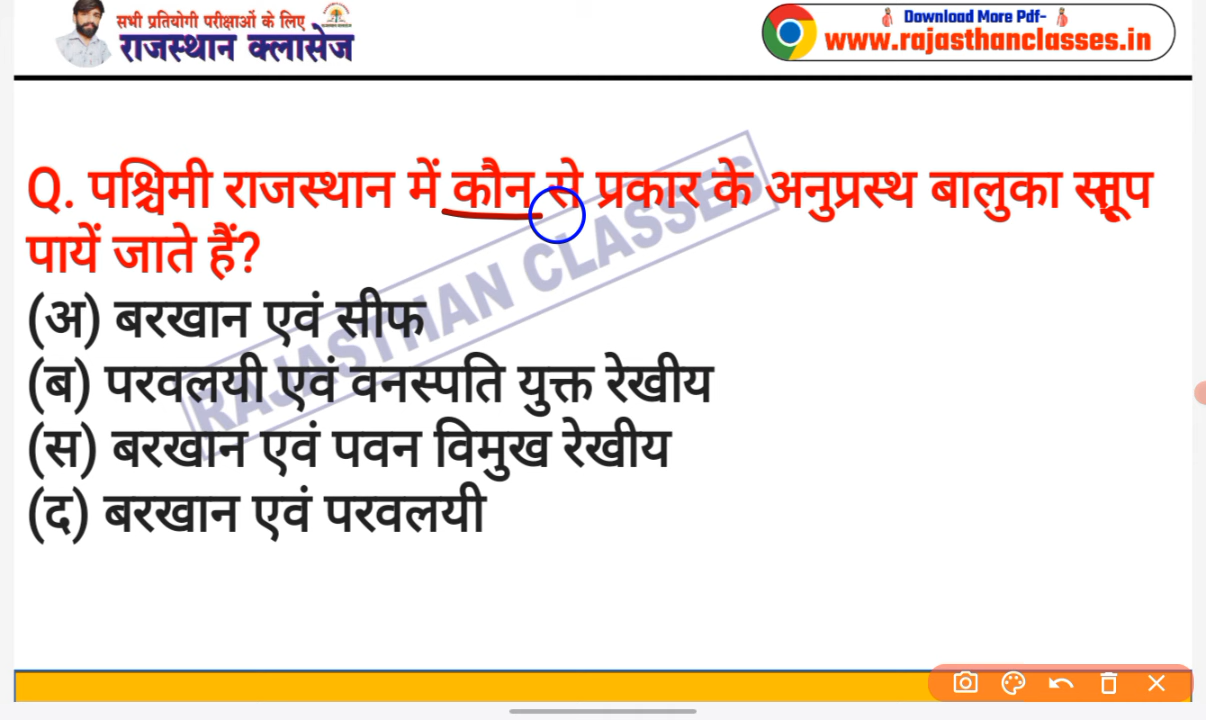 सभी प्रतियोगी परीक्षाओं के लिए
राजस्थान क्लासेज
Download More Pdf-
www.rajasthanclasses.in
Q. पश्चिमी राजस्थान में कौन से प्रकार के अनुप्रस्थ बालुका स्तूप
पायें जाते हैं?
(अ) बरखान एवं सीफ
(ब) परवलयी एवं वनस्पति युक्त रेखीय
(स) बरखान एवं पवन विमुख रेखीय
(द) बरखान एवं परवलयी
RAJASTHAN CLASSES